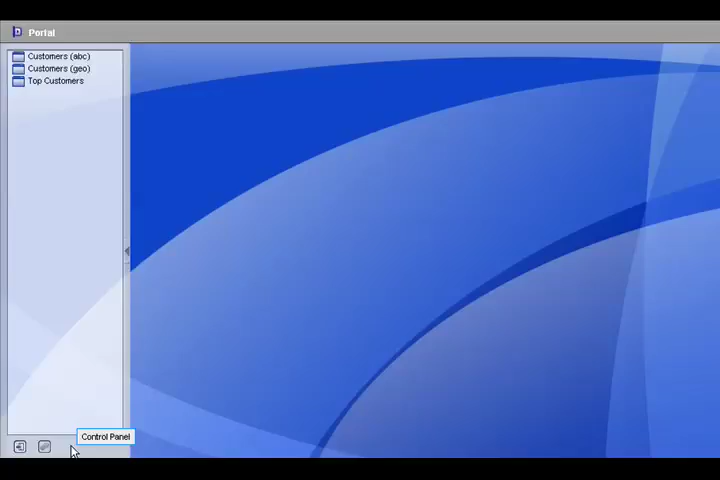 Portal
Customers (abc)
Customers (geo)
Top Customers
Control Panel